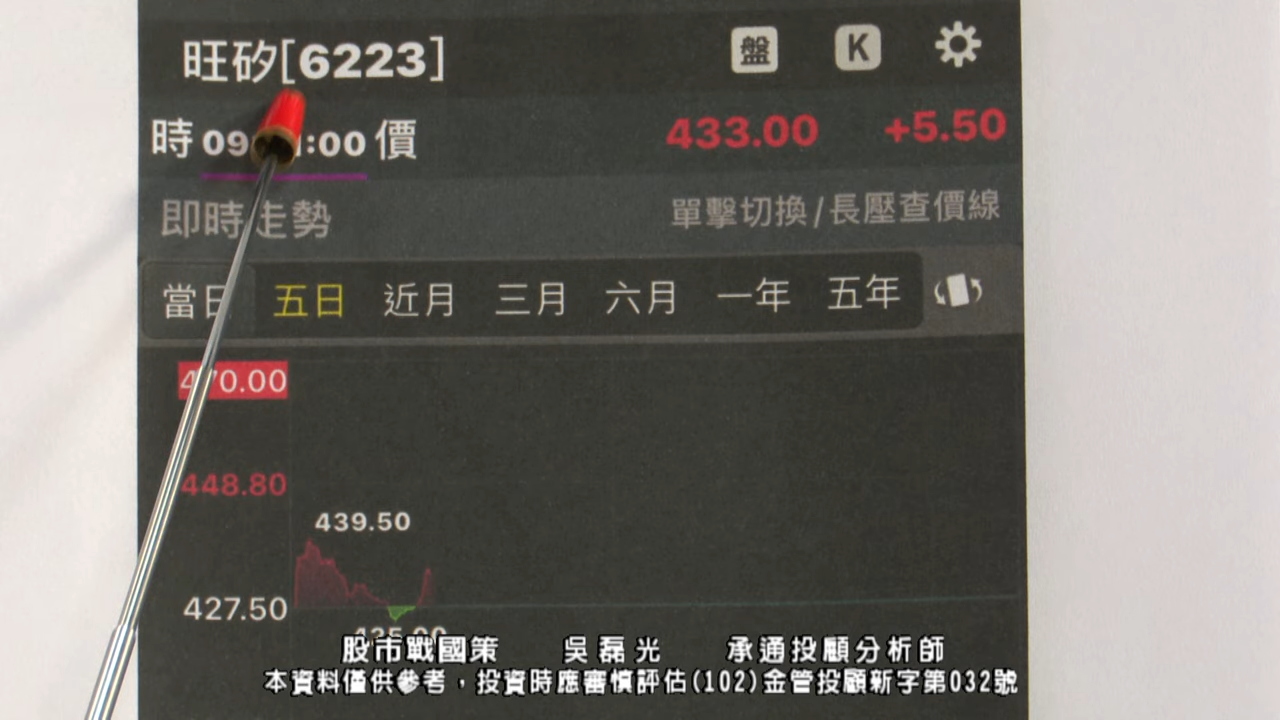 旺矽[6223] 盤 K
時 09 1:00 價 433.00 +5.50
即時走勢 單擊切換/長壓查價線
當日 五日 近月 三月 六月 一年 五年
470.00
448.80
439.50
427.50
股市戰國策 吳磊光 承通投顧分析師
本資料僅供參考，投資時應審慎評估(102)金管投顧新字第032號